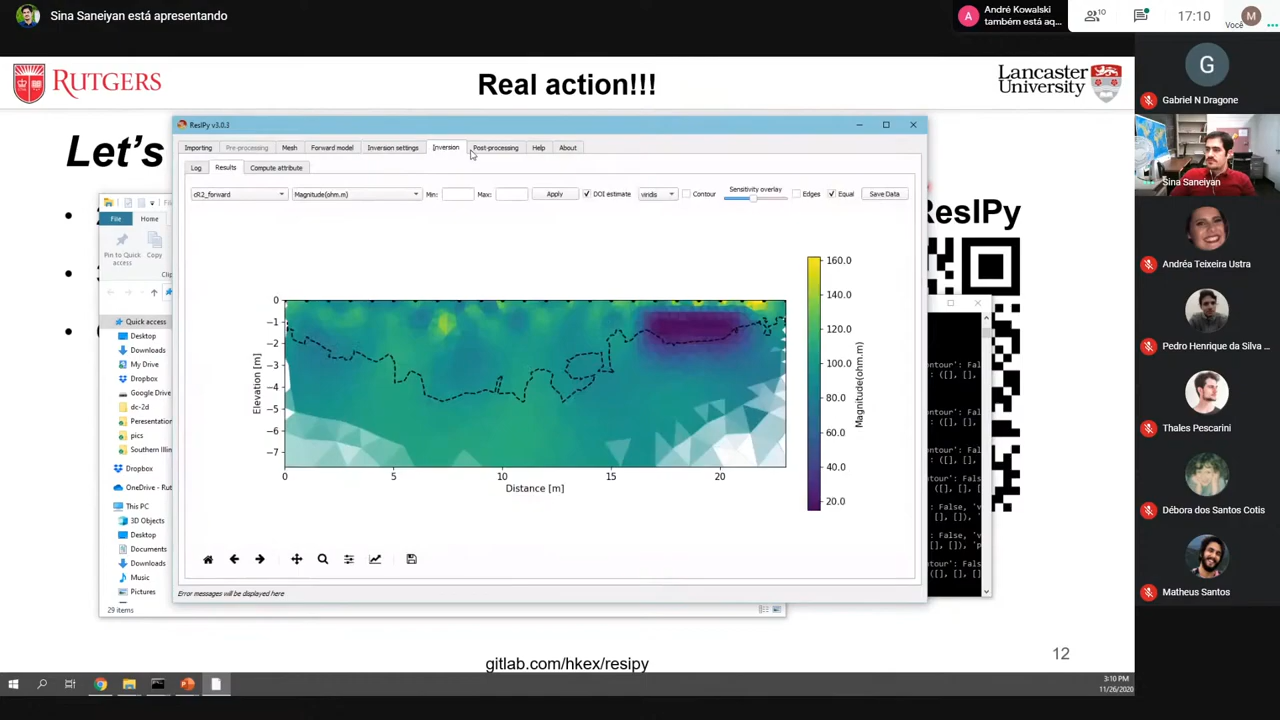 Sina Saneiyan está apresentando
A
André Kowalski
também está aq...
10
17:10
Você
M
RUTGERS
Real action!!!
Lancaster
University
G
Gabriel N Dragone
Sina Saneiyan
Andréa Teixeira Ustra
Pedro Henrique da Silva ...
Thales Pescarini
Débora dos Santos Cotis
Matheus Santos
Let's
ResIPy
ResIPy v3.0.3
Importing
Pre-processing
Mesh
Forward model
Inversion settings
Inversion
Post-processing
Help
About
Log
Results
Compute attribute
cR2_forward
Magnitude(ohm.m)
Min:
Max:
Apply
DOI estimate
viridis
Contour
Sensitivity overlay
Edges
Equal
Save Data
File
Home
Pin to Quick
access
Copy
Quick access
Desktop
Downloads
My Drive
Dropbox
Google Drive
dc-2d
Peresentation
pics
Southern Illin
Dropbox
OneDrive - Rut
This PC
3D Objects
Desktop
Documents
Downloads
Music
Pictures
29 items
0
−1
−2
−3
−4
−5
−6
−7
Elevation [m]
0
5
10
15
20
Distance [m]
160.0
140.0
120.0
100.0
80.0
60.0
40.0
20.0
Magnitude(ohm.m)
Error messages will be displayed here
gitlab.com/hkex/resipy
12
3:10 PM
11/26/2020